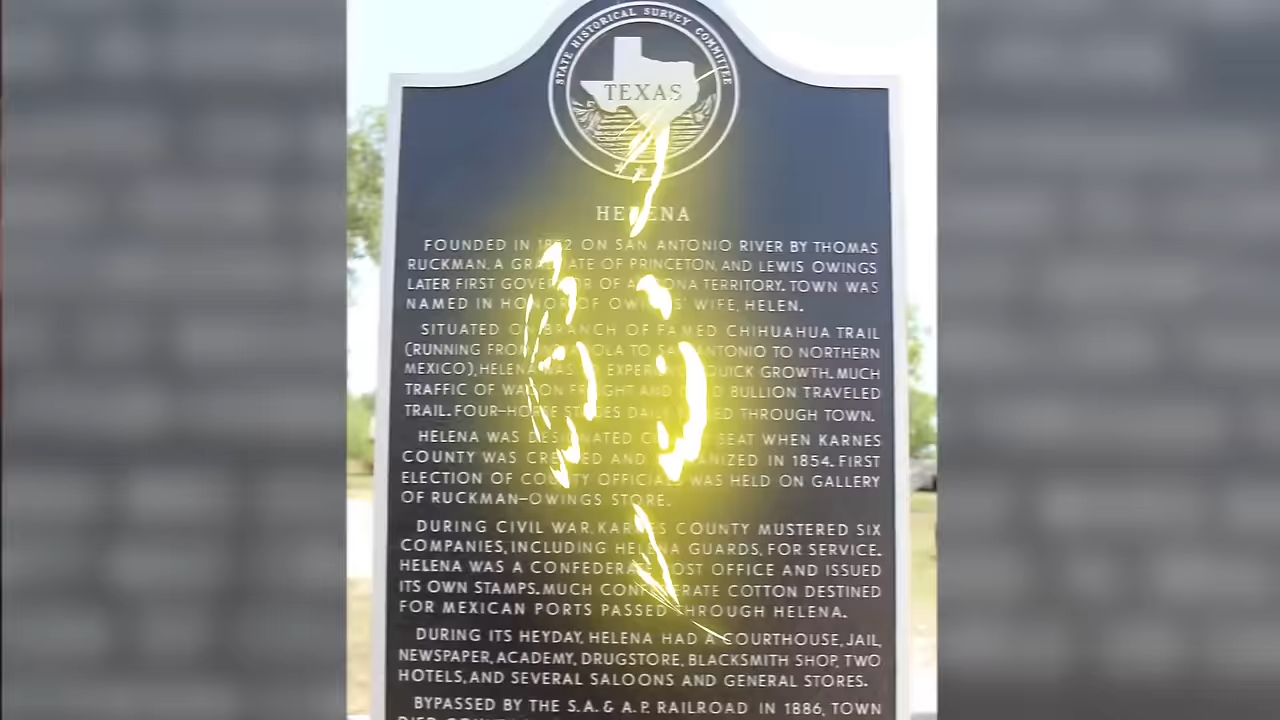 STATE HISTORICAL SURVEY COMMITTEE
TEXAS
HELENA
FOUNDED IN 1852 ON SAN ANTONIO RIVER BY THOMAS
RUCKMAN, A GRADUATE OF PRINCETON, AND LEWIS OWINGS
LATER FIRST GOVERNOR OF ARIZONA TERRITORY. TOWN WAS
NAMED IN HONOR OF OWINGS' WIFE, HELEN.
SITUATED ON BRANCH OF FAMED CHIHUAHUA TRAIL
(RUNNING FROM INDIANOLA TO SAN ANTONIO TO NORTHERN
MEXICO), HELENA WAS TO EXPERIENCE QUICK GROWTH. MUCH
TRAFFIC OF WAGON FREIGHT AND GOLD BULLION TRAVELED
TRAIL. FOUR-HORSE STAGES DAILY PASSED THROUGH TOWN.
HELENA WAS DESIGNATED COUNTY SEAT WHEN KARNES
COUNTY WAS CREATED AND ORGANIZED IN 1854. FIRST
ELECTION OF COUNTY OFFICIALS WAS HELD ON GALLERY
OF RUCKMAN-OWINGS STORE.
DURING CIVIL WAR, KARNES COUNTY MUSTERED SIX
COMPANIES, INCLUDING HELENA GUARDS, FOR SERVICE.
HELENA WAS A CONFEDERATE POST OFFICE AND ISSUED
ITS OWN STAMPS. MUCH CONFEDERATE COTTON DESTINED
FOR MEXICAN PORTS PASSED THROUGH HELENA.
DURING ITS HEYDAY, HELENA HAD A COURTHOUSE, JAIL,
NEWSPAPER, ACADEMY, DRUGSTORE, BLACKSMITH SHOP, TWO
HOTELS, AND SEVERAL SALOONS AND GENERAL STORES.
BYPASSED BY THE S.A. & A.P. RAILROAD IN 1886, TOWN